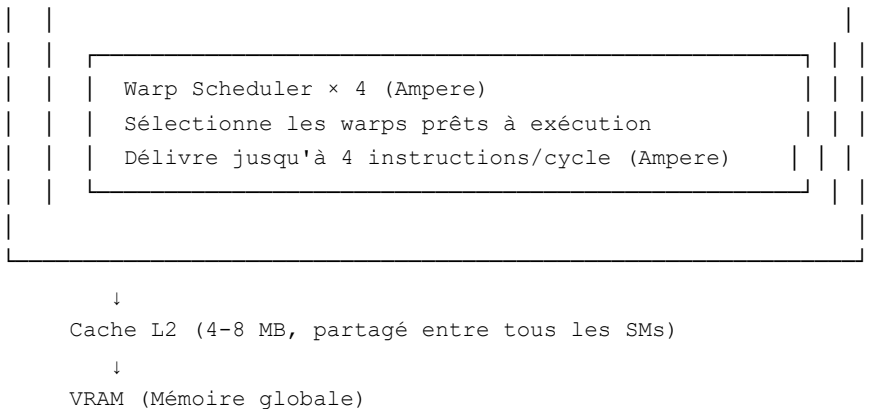 Warp Scheduler × 4 (Ampere)
Sélectionne les warps prêts à exécution
Délivre jusqu'à 4 instructions/cycle (Ampere)
↓
Cache L2 (4-8 MB, partagé entre tous les SMs)
↓
VRAM (Mémoire globale)